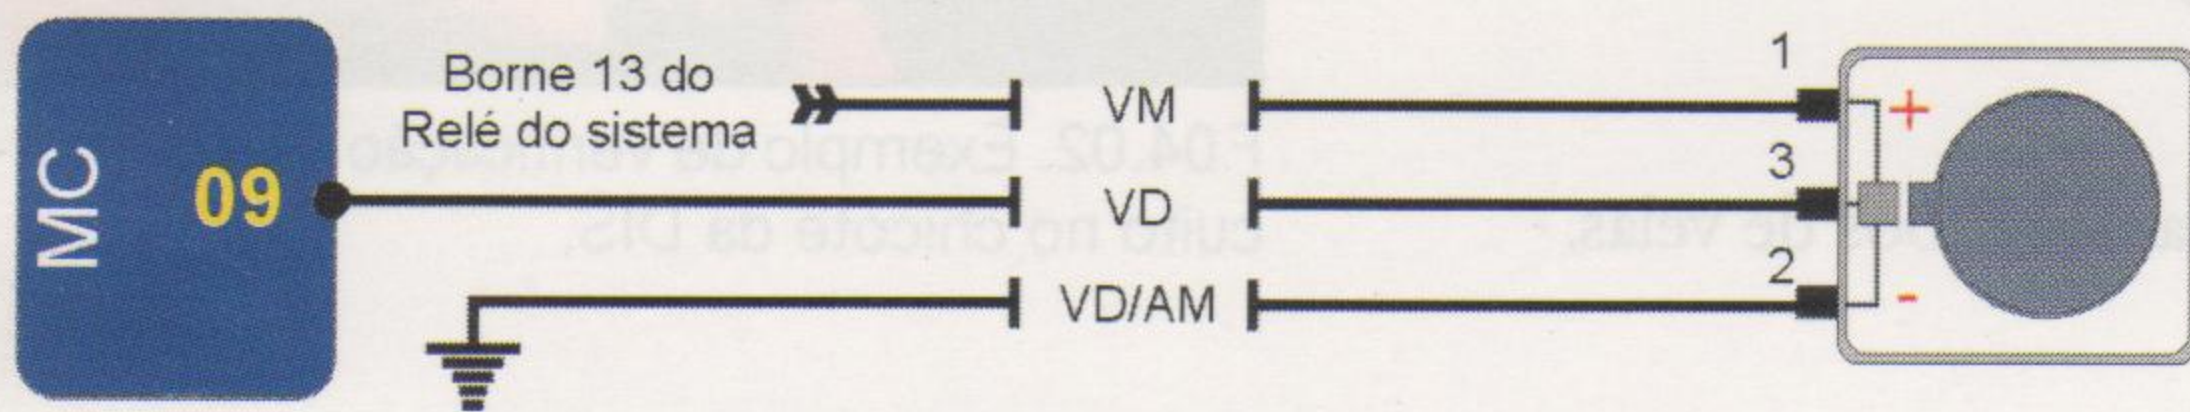 MC
09
Borne 13 do
Relé do sistema
VM
VD
VD/AM
1
3
2
+
-